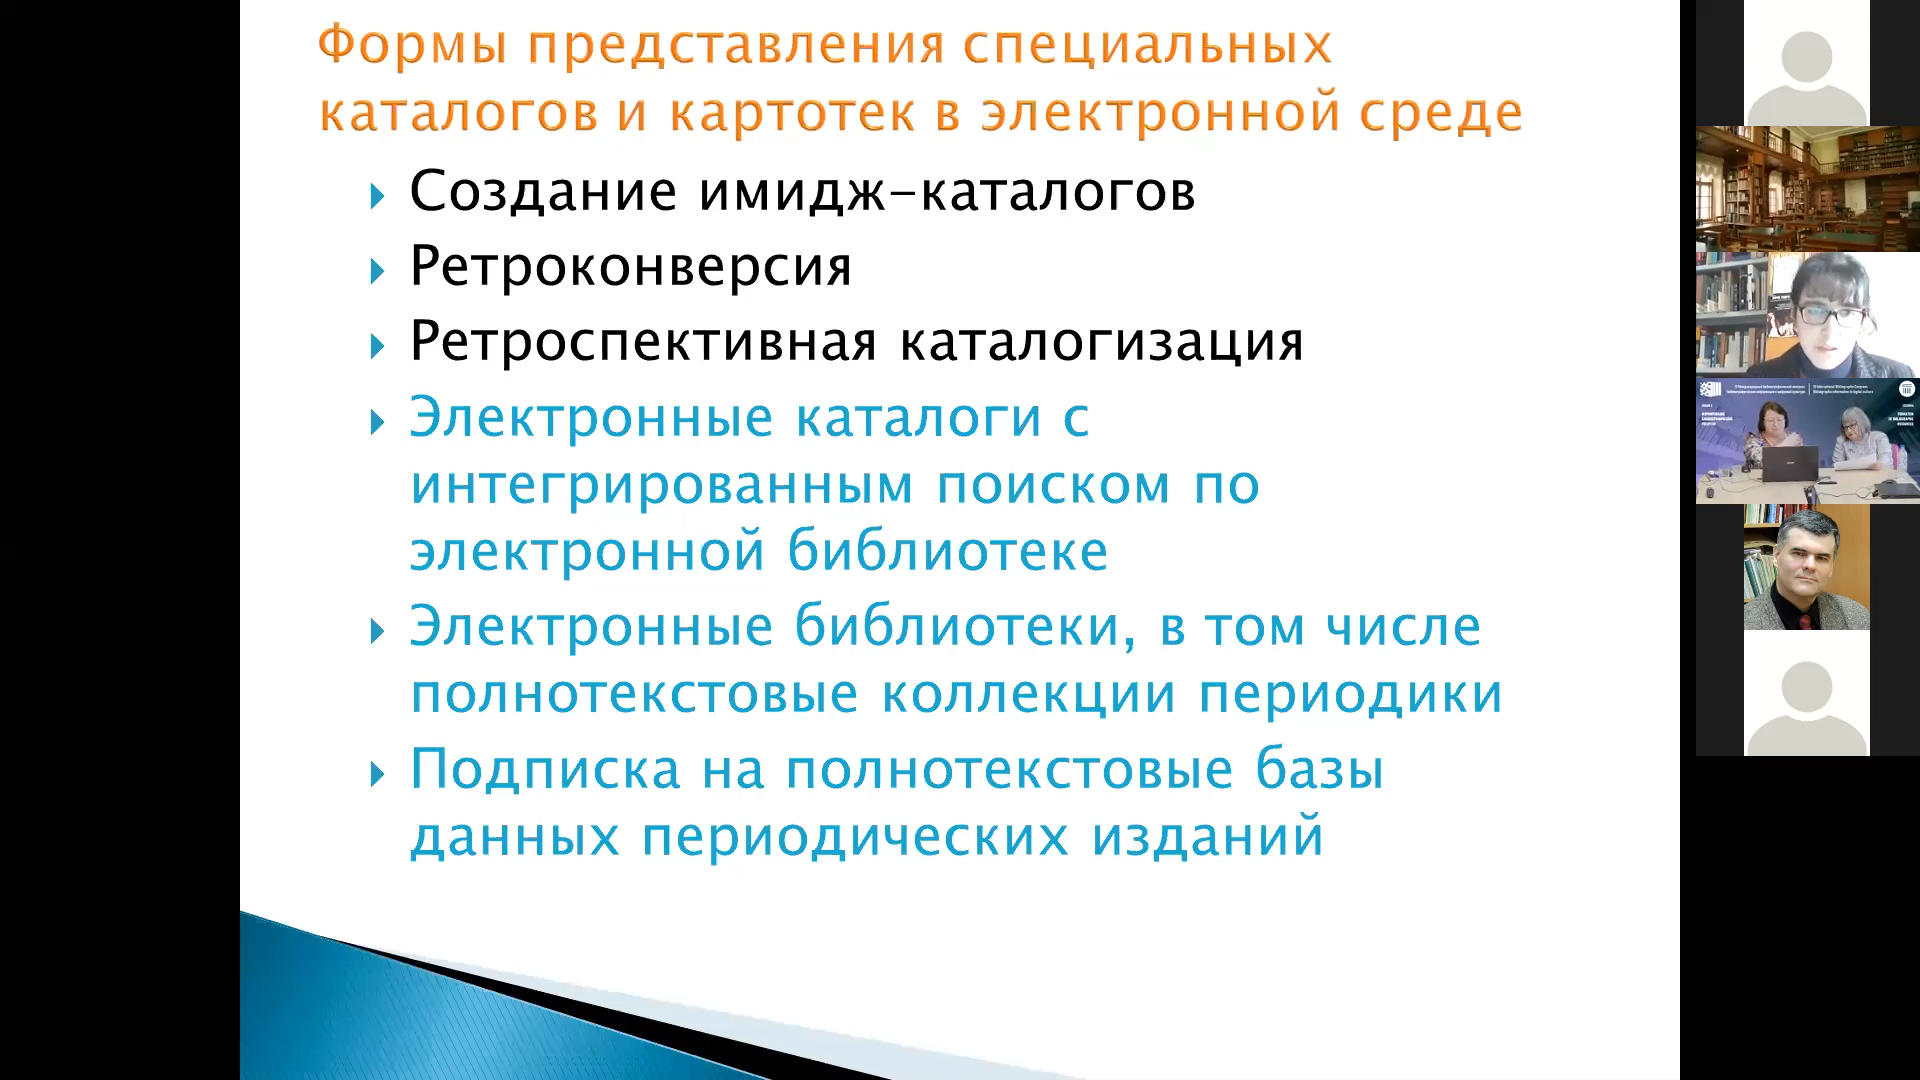 Формы представления специальных
каталогов и картотек в электронной среде
Создание имидж-каталогов
Ретроконверсия
Ретроспективная каталогизация
Электронные каталоги с
интегрированным поиском по
электронной библиотеке
Электронные библиотеки, в том числе
полнотекстовые коллекции периодики
Подписка на полнотекстовые базы
данных периодических изданий